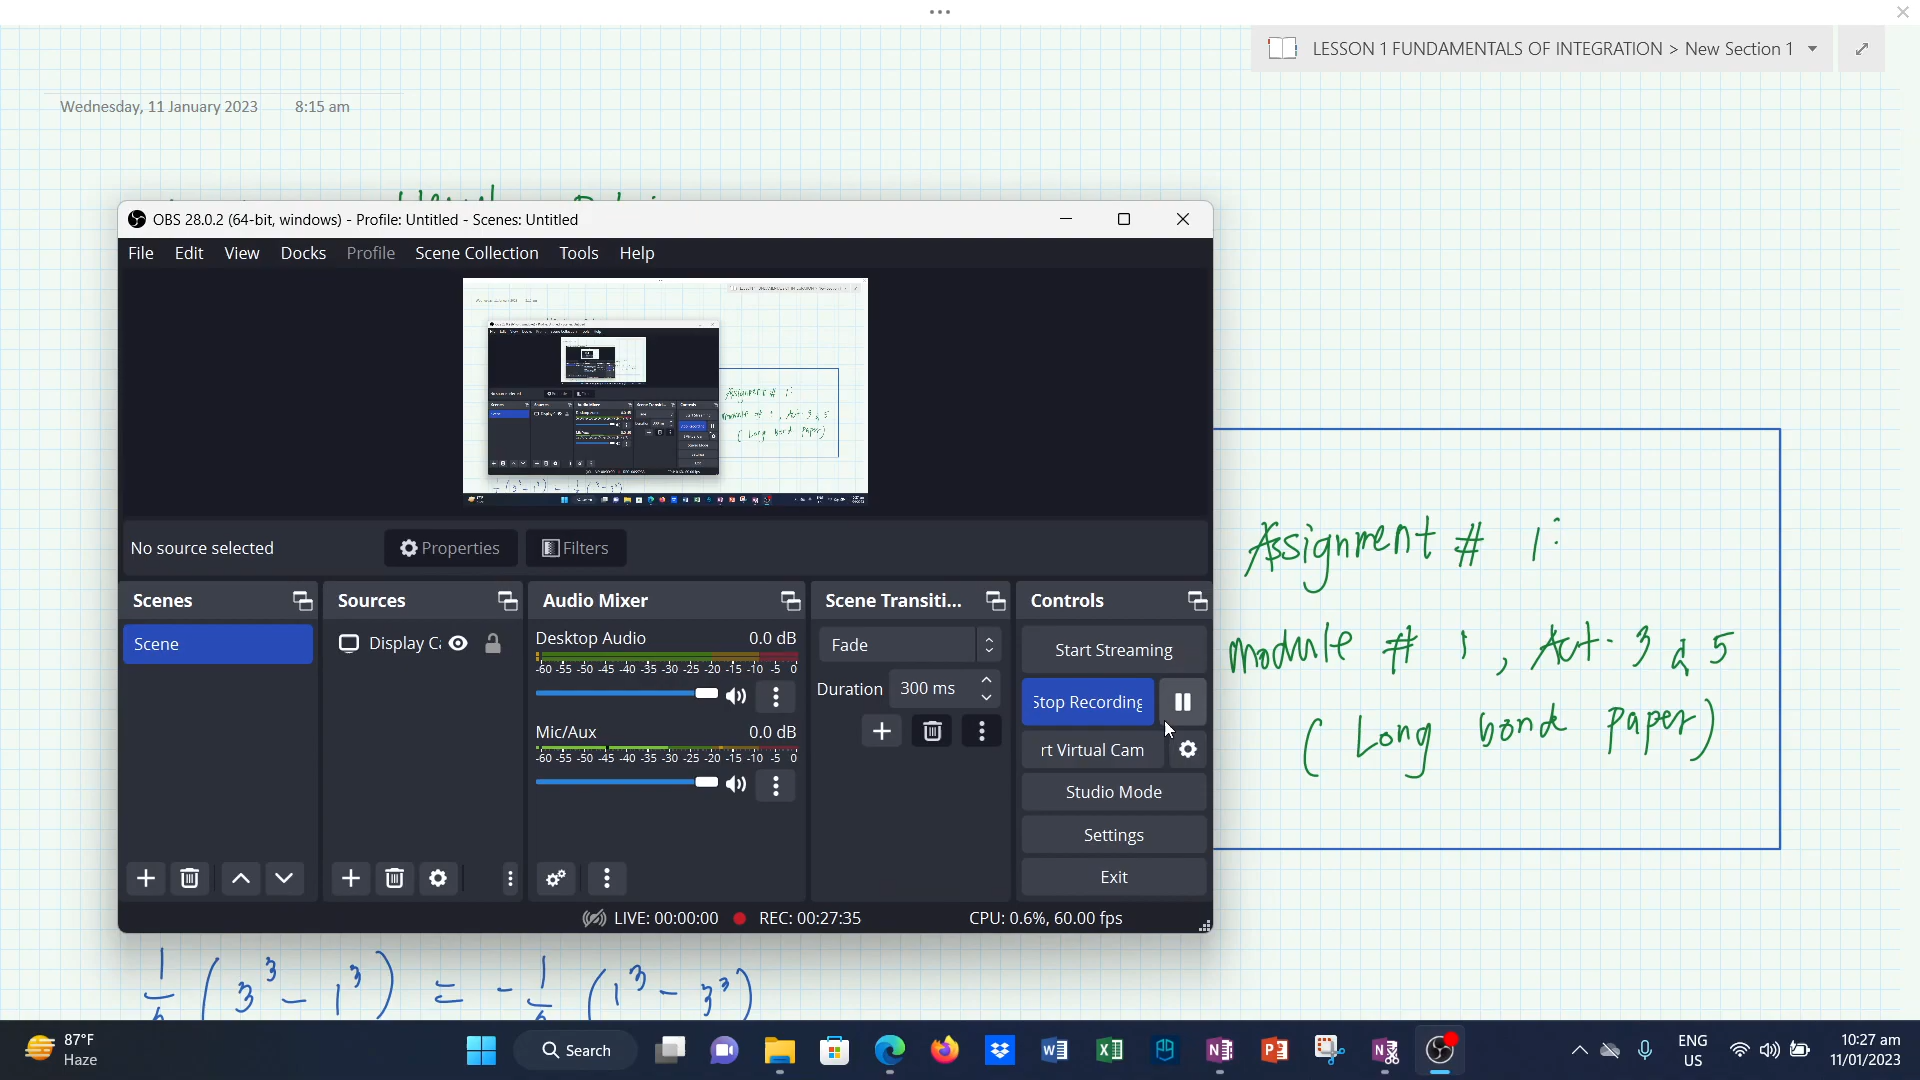 LESSON 1 FUNDAMENTALS OF INTEGRATION > New Section 1
Wednesday, 11 January 2023 8:15 am
OBS 28.0.2 (64-bit, windows) - Profile: Untitled - Scenes: Untitled
File Edit View Docks Profile Scene Collection Tools Help
No source selected Properties Filters
Scenes Sources Audio Mixer Scene Transiti... Controls
Scene
Display Ca
Desktop Audio 0.0 dB
-60 -55 -50 -45 -40 -35 -30 -25 -20 -15 -10 -5 0
Mic/Aux 0.0 dB
-60 -55 -50 -45 -40 -35 -30 -25 -20 -15 -10 -5 0
Fade
Duration 300 ms
Start Streaming
Stop Recording
rt Virtual Cam
Studio Mode
Settings
Exit
LIVE: 00:00:00 REC: 00:27:35 CPU: 0.6%, 60.00 fps
Assignment # 1:
module # 1, Act. 3 & 5
(Long bond paper)
1 (3³ - 1³) = - 1 (1³ - 3³)
87°F
Haze
Search
ENG
US
10:27 am
11/01/2023